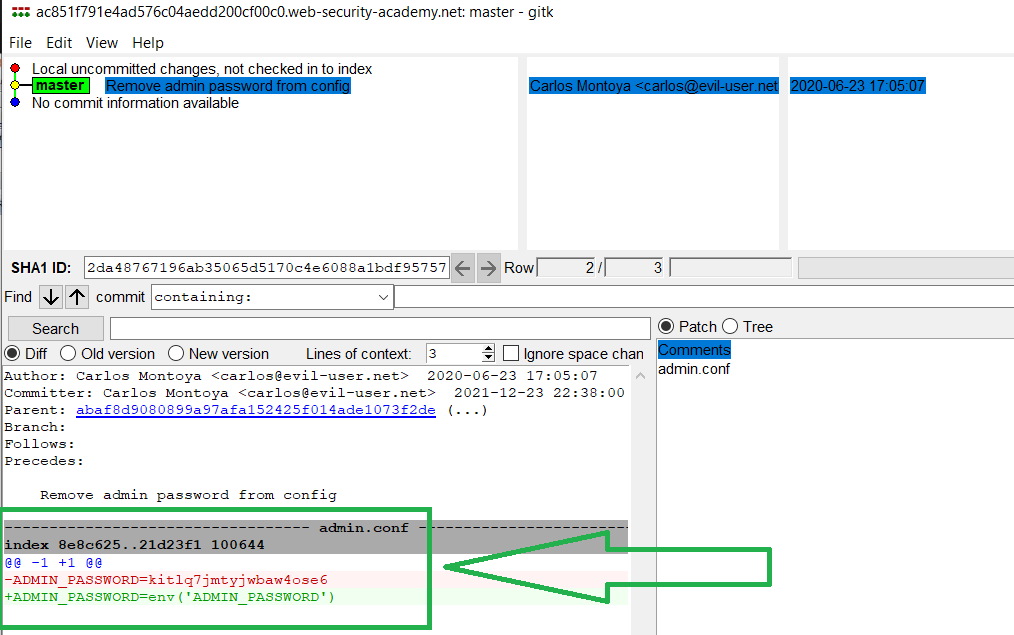 ac851f791e4ad576c04aedd200cf00c0.web-security-academy.net: master - gitk
File Edit View Help
Local uncommitted changes, not checked in to index
master Remove admin password from config Carlos Montoya <carlos@evil-user.net 2020-06-23 17:05:07
No commit information available
SHA1 ID: 2da48767196ab35065d5170c4e6088a1bdf95757 Row 2 / 3
Find commit containing:
Search Patch Tree
Diff Old version New version Lines of context: 3 Ignore space chan Comments
admin.conf
Author: Carlos Montoya <carlos@evil-user.net> 2020-06-23 17:05:07
Committer: Carlos Montoya <carlos@evil-user.net> 2021-12-23 22:38:00
Parent: abaf8d9080899a97afa152425f014ade1073f2de (...)
Branch:
Follows:
Precedes:
Remove admin password from config
---------------------------------- admin.conf ----------------------
index 8e8c625..21d23f1 100644
@@ -1 +1 @@
-ADMIN_PASSWORD=kitlq7jmtyjwbaw4ose6
+ADMIN_PASSWORD=env('ADMIN_PASSWORD')